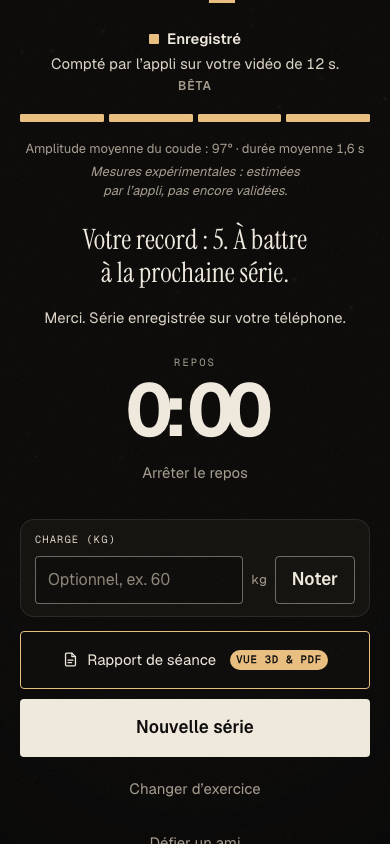 Enregistré
Compté par l’appli sur votre vidéo de 12 s.
BÊTA
Amplitude moyenne du coude : 97° · durée moyenne 1,6 s
Mesures expérimentales : estimées
par l’appli, pas encore validées.
Votre record : 5. À battre
à la prochaine série.
Merci. Série enregistrée sur votre téléphone.
REPOS
0:00
Arrêter le repos
CHARGE (KG)
Optionnel, ex. 60
kg
Noter
Rapport de séance
VUE 3D & PDF
Nouvelle série
Changer d’exercice
Défier un ami